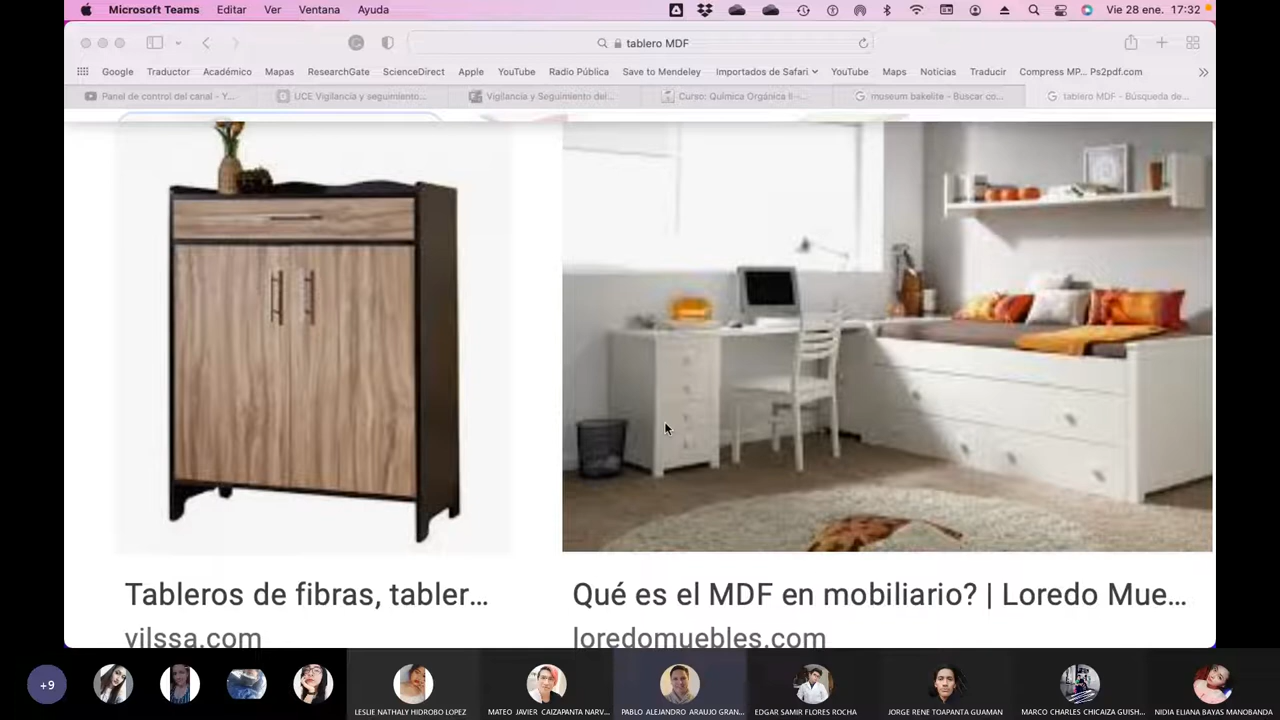 Microsoft Teams Editar Ver Ventana Ayuda Vie 28 ene. 17:32
tablero MDF
Google Traductor Académico Mapas ResearchGate ScienceDirect Apple YouTube Radio Pública Save to Mendeley Importados de Safari YouTube Maps Noticias Traducir Compress MP... Ps2pdf.com
Panel de control del canal - Y... UCE Vigilancia y seguimiento... Vigilancia y Seguimiento del... Curso: Química Orgánica II -... museum bakelite - Buscar co... tablero MDF - Búsqueda de...
Tableros de fibras, tabler... Qué es el MDF en mobiliario? | Loredo Mue...
vilssa.com loredomuebles.com
+9 LESLIE NATHALY HIDROBO LOPEZ MATEO JAVIER CAIZAPANTA NARV... PABLO ALEJANDRO ARAUJO GRAN... EDGAR SAMIR FLORES ROCHA JORGE RENE TOAPANTA GUAMAN MARCO CHARLES CHICAIZA GUISH... NIDIA ELIANA BAYAS MANOBANDA